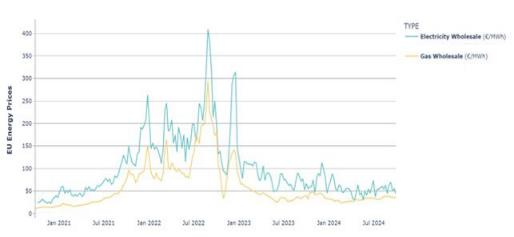 TYPE
Electricity Wholesale (€/MWh)
Gas Wholesale (€/MWh)
EU Energy Prices
400
350
300
250
200
150
100
50
0
Jan 2021
Jul 2021
Jan 2022
Jul 2022
Jan 2023
Jul 2023
Jan 2024
Jul 2024